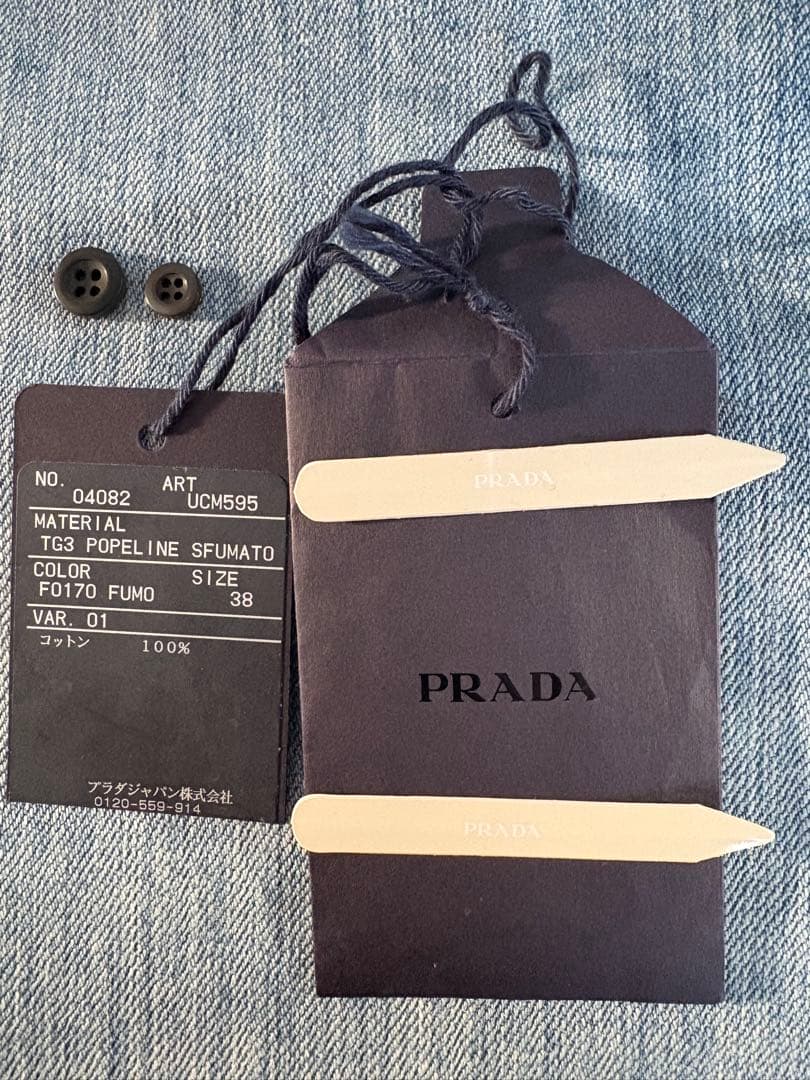 NO. ART
04082 UCM595
MATERIAL
TG3 POPELINE SFUMATO
COLOR SIZE
F0170 FUMO 38
VAR. 01
コットン 100%
プラダジャパン株式会社
0120-559-914
PRADA
PRADA
PRADA